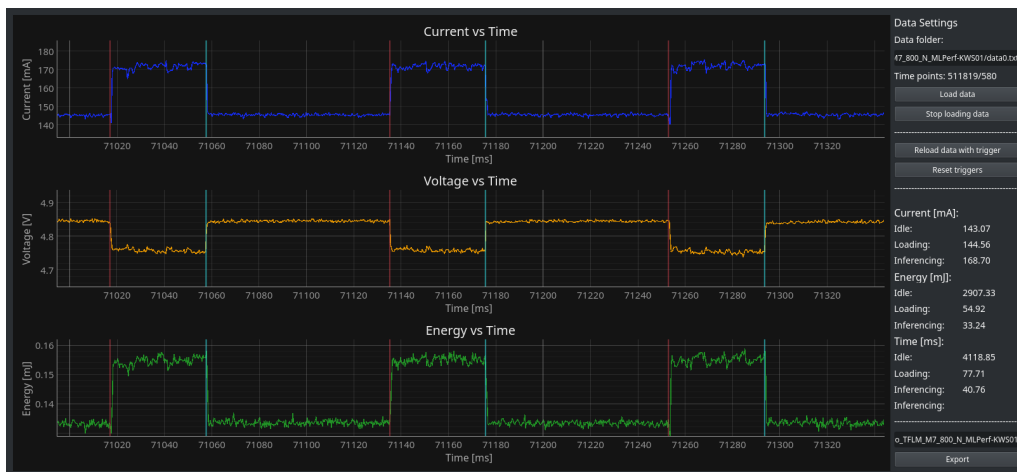 Current vs Time
180
170
160
150
140
Current [mA]
71020 71040 71060 71080 71100 71120 71140 71160 71180 71200 71220 71240 71260 71280 71300 71320
Time [ms]
Voltage vs Time
4.9
4.8
4.7
Voltage [V]
71020 71040 71060 71080 71100 71120 71140 71160 71180 71200 71220 71240 71260 71280 71300 71320
Time [ms]
Energy vs Time
0.16
0.15
0.14
Energy [mJ]
71020 71040 71060 71080 71100 71120 71140 71160 71180 71200 71220 71240 71260 71280 71300 71320
Time [ms]
Data Settings
Data folder:
17_800_N_MLPerf-KWS01/data0.txt
Time points: 511819/580
Load data
Stop loading data
Reload data with trigger
Reset triggers
Current [mA]:
Idle: 143.07
Loading: 144.56
Inferencing: 168.70
Energy [mJ]:
Idle: 2907.33
Loading: 54.92
Inferencing: 33.24
Time [ms]:
Idle: 4118.85
Loading: 77.71
Inferencing: 40.76
Inferencing:
o_TFLM_M7_800_N_MLPerf-KWS01
Export